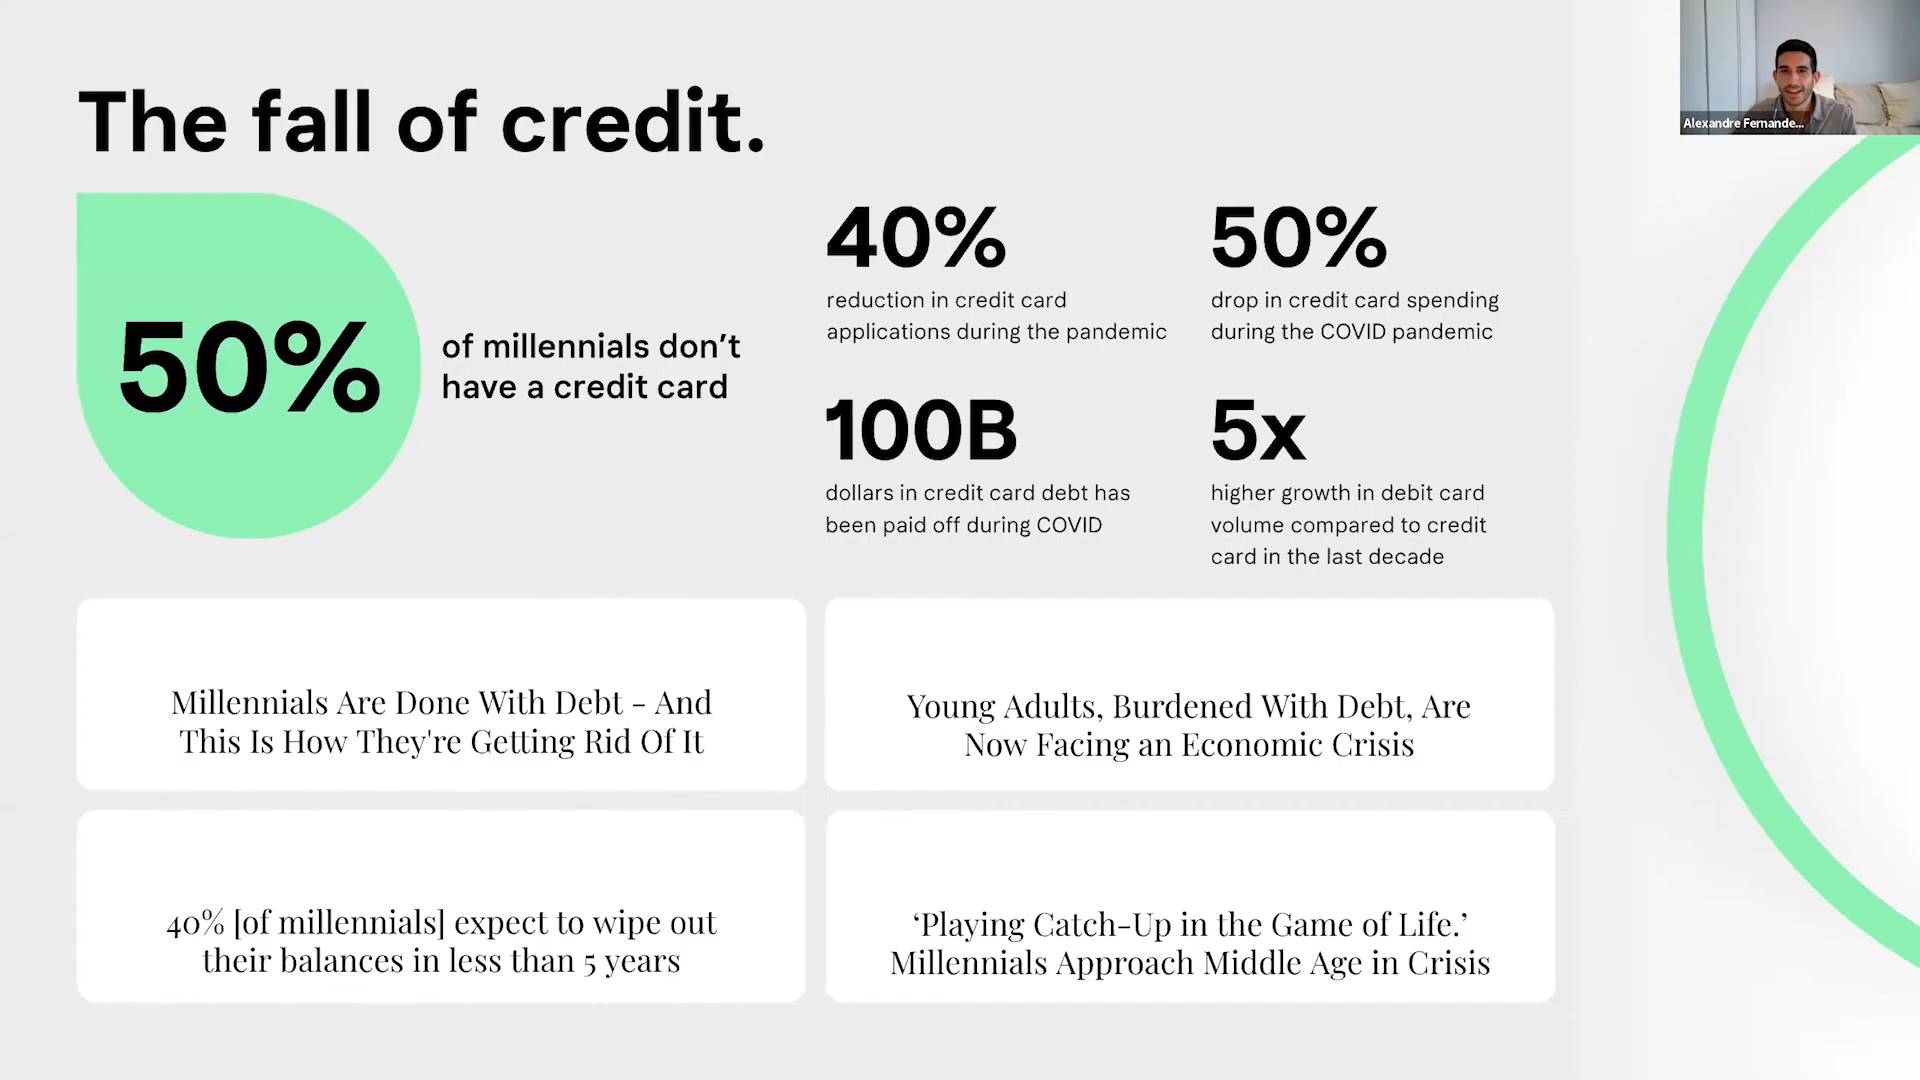 The fall of credit.
50%
of millennials don’t
have a credit card
40%
reduction in credit card
applications during the pandemic
50%
drop in credit card spending
during the COVID pandemic
100B
dollars in credit card debt has
been paid off during COVID
5x
higher growth in debit card
volume compared to credit
card in the last decade
Millennials Are Done With Debt - And
This Is How They're Getting Rid Of It
Young Adults, Burdened With Debt, Are
Now Facing an Economic Crisis
40% [of millennials] expect to wipe out
their balances in less than 5 years
‘Playing Catch-Up in the Game of Life.’
Millennials Approach Middle Age in Crisis
Alexandre Fernande...